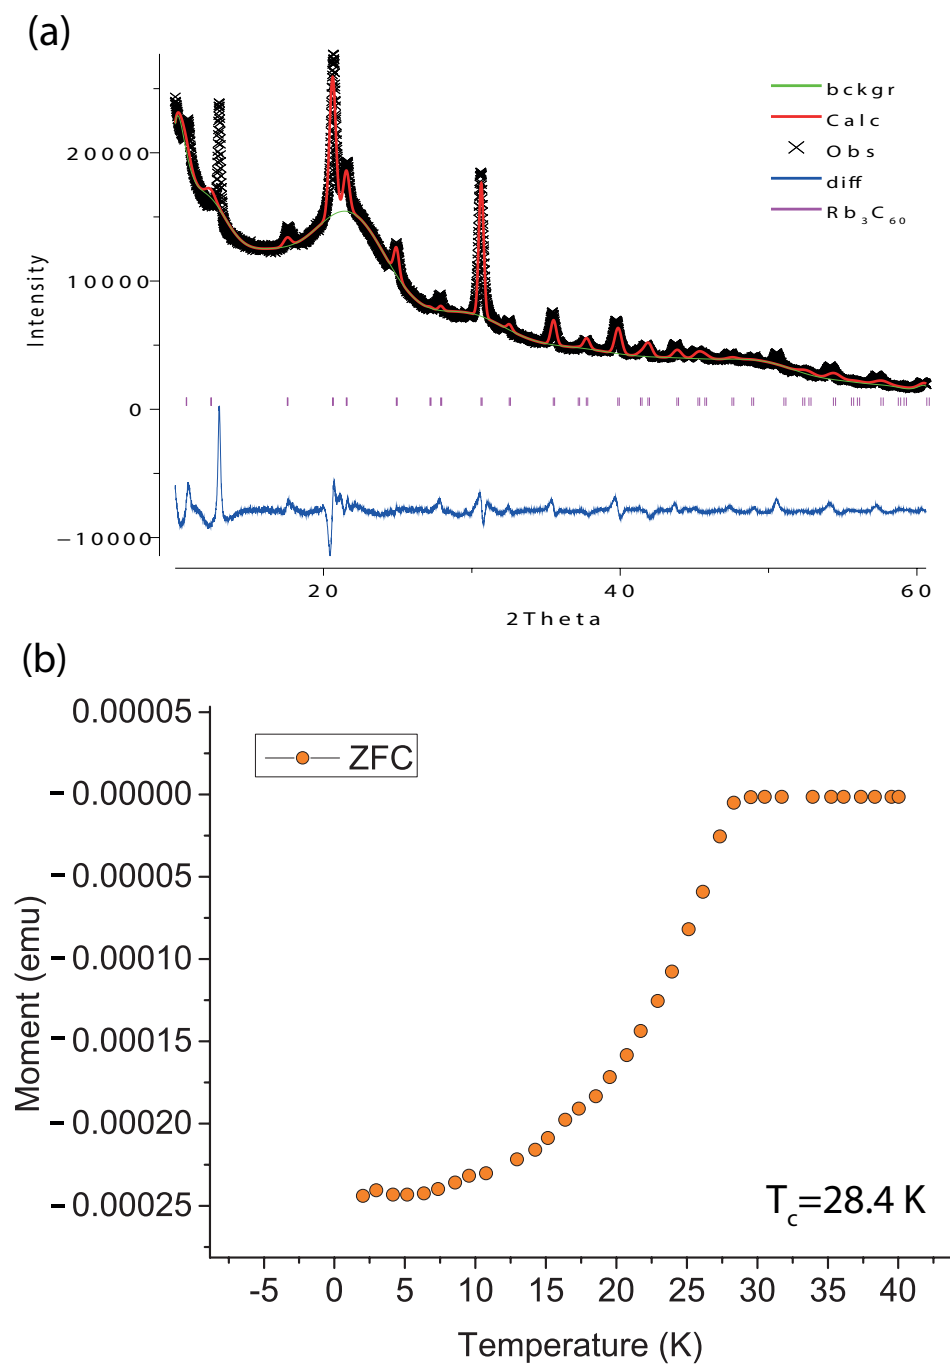 (a)
bckgr
Calc
Obs
diff
Rb₃C₆₀
20000
10000
0
−10000
Intensity
20
40
60
2Theta
(b)
0.00005
−0.00000
−0.00005
−0.00010
−0.00015
−0.00020
−0.00025
Moment (emu)
ZFC
T_c=28.4 K
-5
0
5
10
15
20
25
30
35
40
Temperature (K)